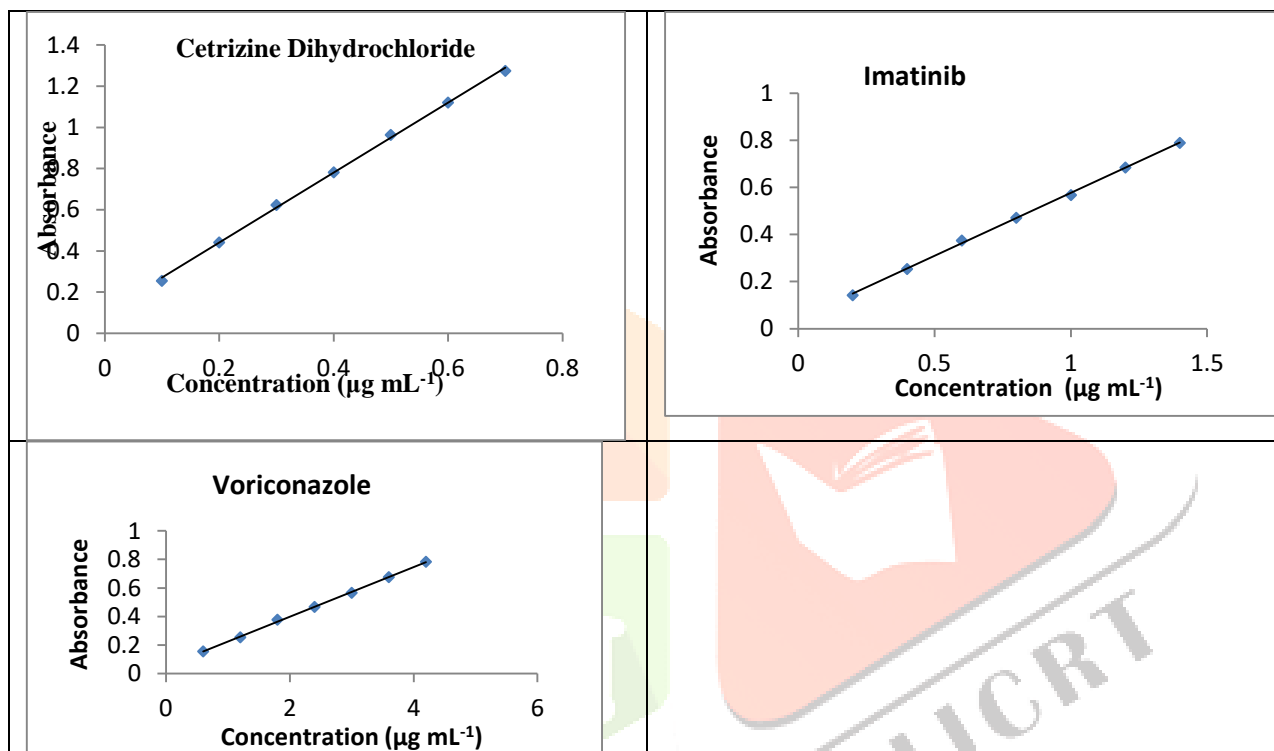 Cetrizine Dihydrochloride
1.4
1.2
1
0.8
0.6
0.4
0.2
0
Absorbance
0 0.2 0.4 0.6 0.8
Concentration (µg mL-1)
Imatinib
1
0.8
0.6
0.4
0.2
0
Absorbance
0 0.5 1 1.5
Concentration (µg mL-1)
Voriconazole
1
0.8
0.6
0.4
0.2
0
Absorbance
0 2 4 6
Concentration (µg mL-1)
IJCRT